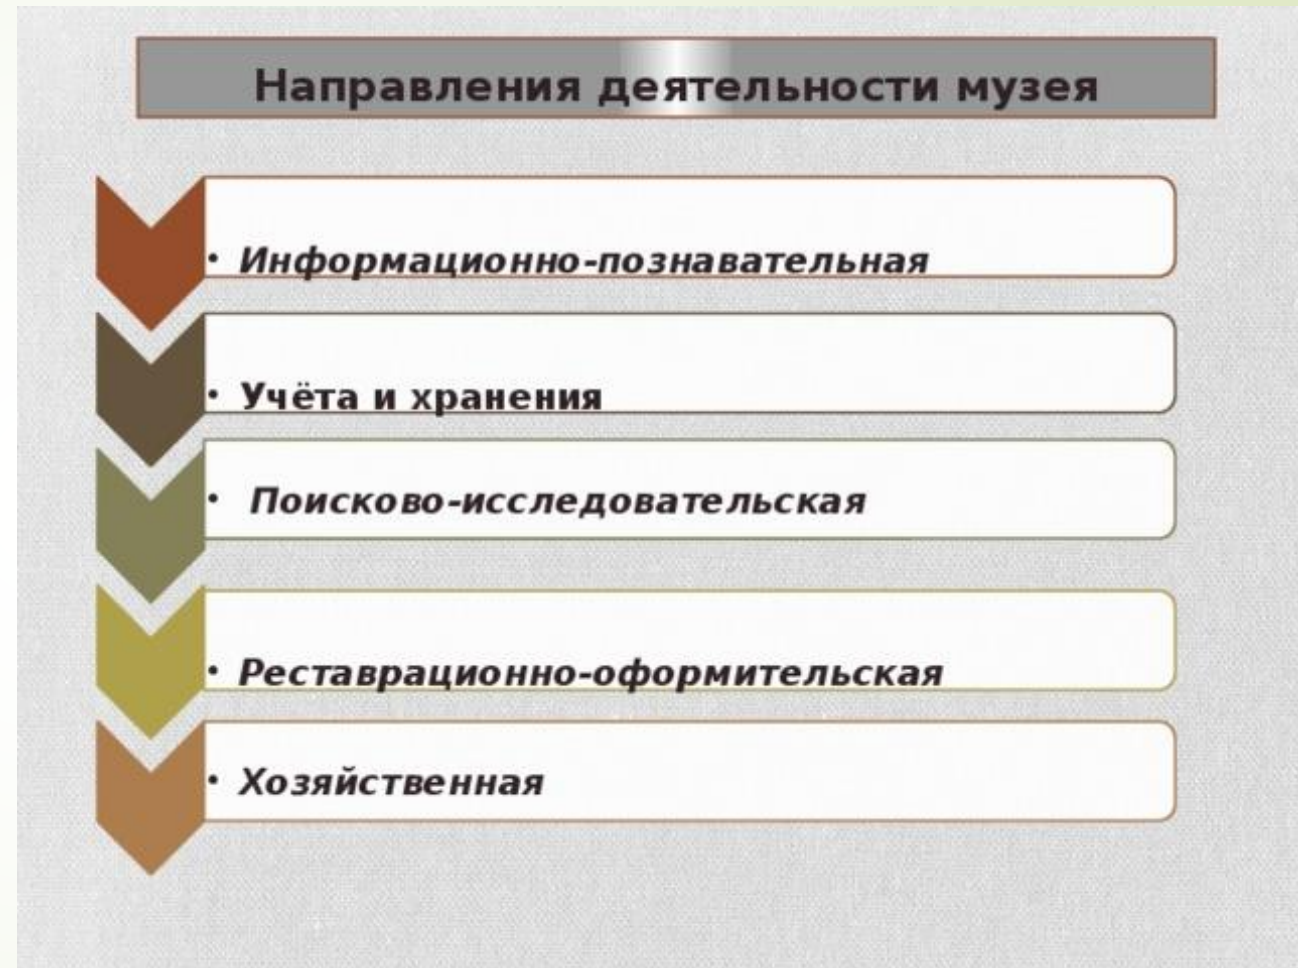 Направления деятельности музея
• Информационно-познавательная
• Учёта и хранения
• Поисково-исследовательская
• Реставрационно-оформительская
• Хозяйственная